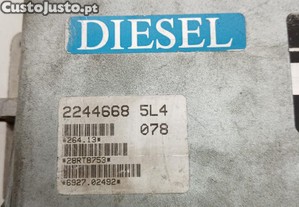 CustoJusto.pt
DIESEL
2244668 5L4
078
*264.13*
*28RT8753*
*6927.02492*